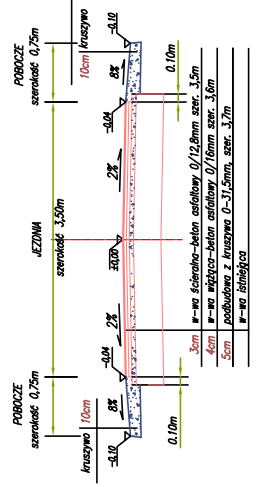 POBOCZE
szerokość 0,75m
JEZDNIA
szerokość 3,50m
POBOCZE
szerokość 0,75m
kruszywo
10cm
-0,10
8%
-0,04
2%
±0,00
2%
-0,04
8%
-0,10
10cm
kruszywo
0.10m
0.10m
3cm w-wa ścieralna-beton asfaltowy 0/12,8mm szer. 3,5m
4cm w-wa wiążąca-beton asfaltowy 0/16mm szer. 3,6m
5cm podbudowa z kruszywa 0-31,5mm, szer. 3,7m
w-wa istniejąca